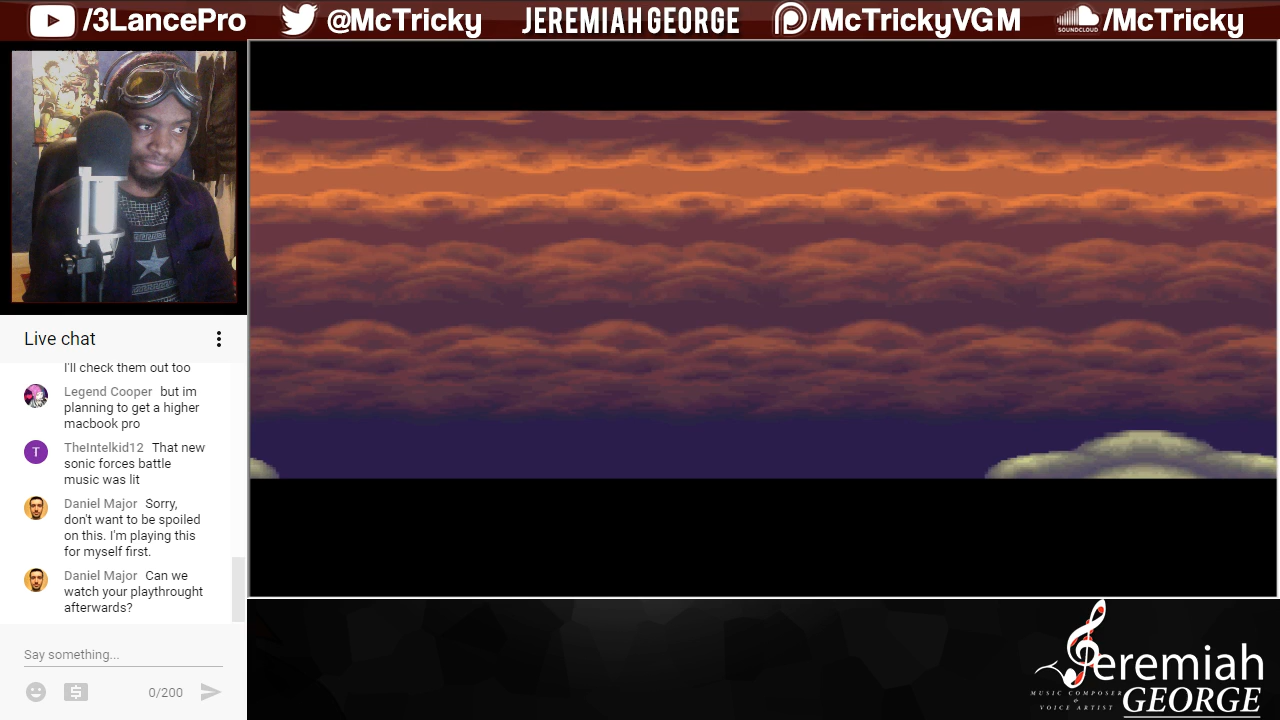 /3LancePro @McTricky JEREMIAH GEORGE /McTrickyVGM SOUNDCLOUD /McTricky
Live chat
I'll check them out too
Legend Cooper but im
planning to get a higher
macbook pro
T TheIntelkid12 That new
sonic forces battle
music was lit
Daniel Major Sorry,
don't want to be spoiled
on this. I'm playing this
for myself first.
Daniel Major Can we
watch your playthrought
afterwards?
Say something...
0/200
Jeremiah
MUSIC COMPOSER
&
VOICE ARTIST
GEORGE